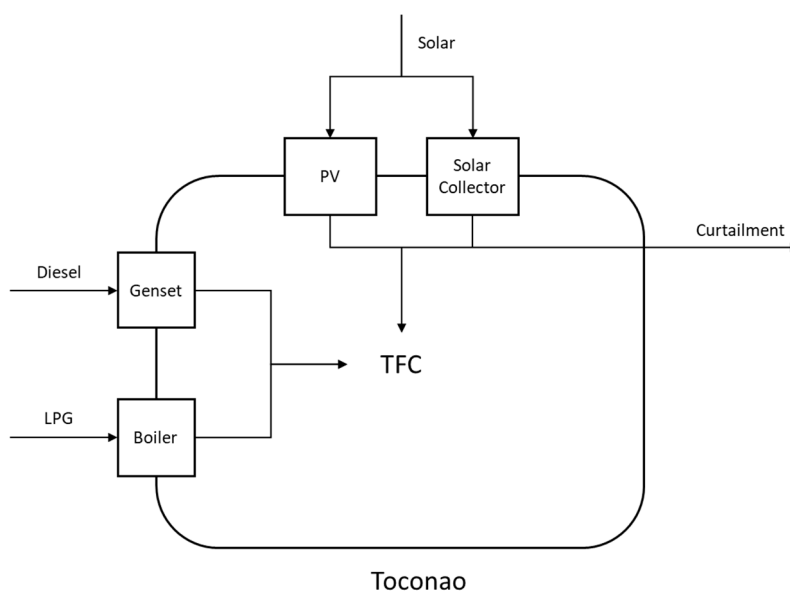 Solar
PV
Solar
Collector
Curtailment
Diesel
Genset
TFC
LPG
Boiler
Toconao